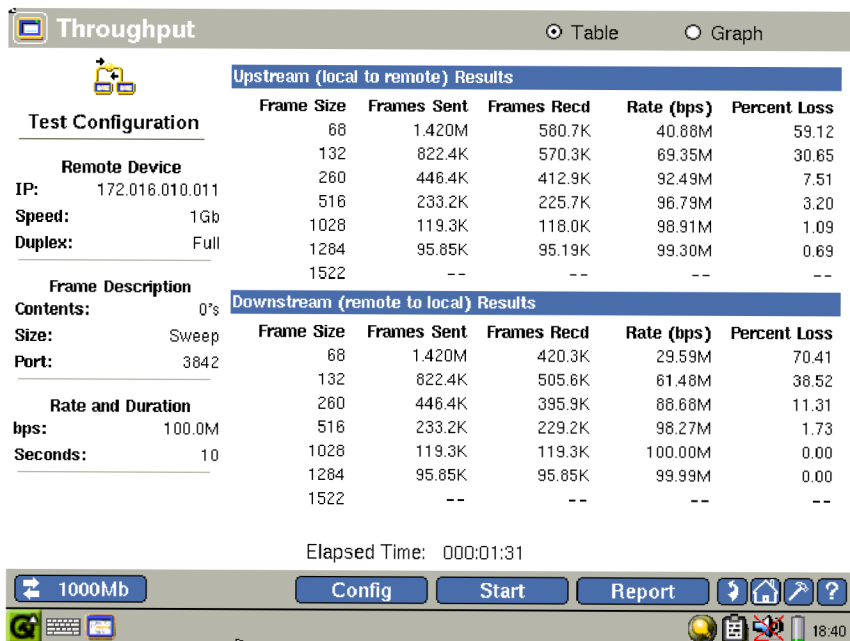 Throughput
Table Graph
Test Configuration
Remote Device
IP: 172.016.010.011
Speed: 1Gb
Duplex: Full
Frame Description
Contents: 0's
Size: Sweep
Port: 3842
Rate and Duration
bps: 100.0M
Seconds: 10
Upstream (local to remote) Results
Frame Size Frames Sent Frames Recd Rate (bps) Percent Loss
68 1.420M 580.7K 40.88M 59.12
132 822.4K 570.3K 69.35M 30.65
260 446.4K 412.9K 92.49M 7.51
516 233.2K 225.7K 96.79M 3.20
1028 119.3K 118.0K 98.91M 1.09
1284 95.85K 95.19K 99.30M 0.69
1522 -- -- -- --
Downstream (remote to local) Results
Frame Size Frames Sent Frames Recd Rate (bps) Percent Loss
68 1.420M 420.3K 29.59M 70.41
132 822.4K 505.6K 61.48M 38.52
260 446.4K 395.9K 88.68M 11.31
516 233.2K 229.2K 98.27M 1.73
1028 119.3K 119.3K 100.00M 0.00
1284 95.85K 95.85K 99.99M 0.00
1522 -- -- -- --
Elapsed Time: 000:01:31
1000Mb Config Start Report ?
18:40